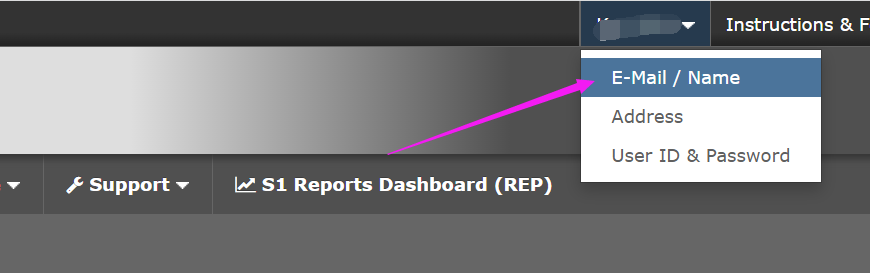 Instructions & F
E-Mail / Name
Address
User ID & Password
Support
S1 Reports Dashboard (REP)